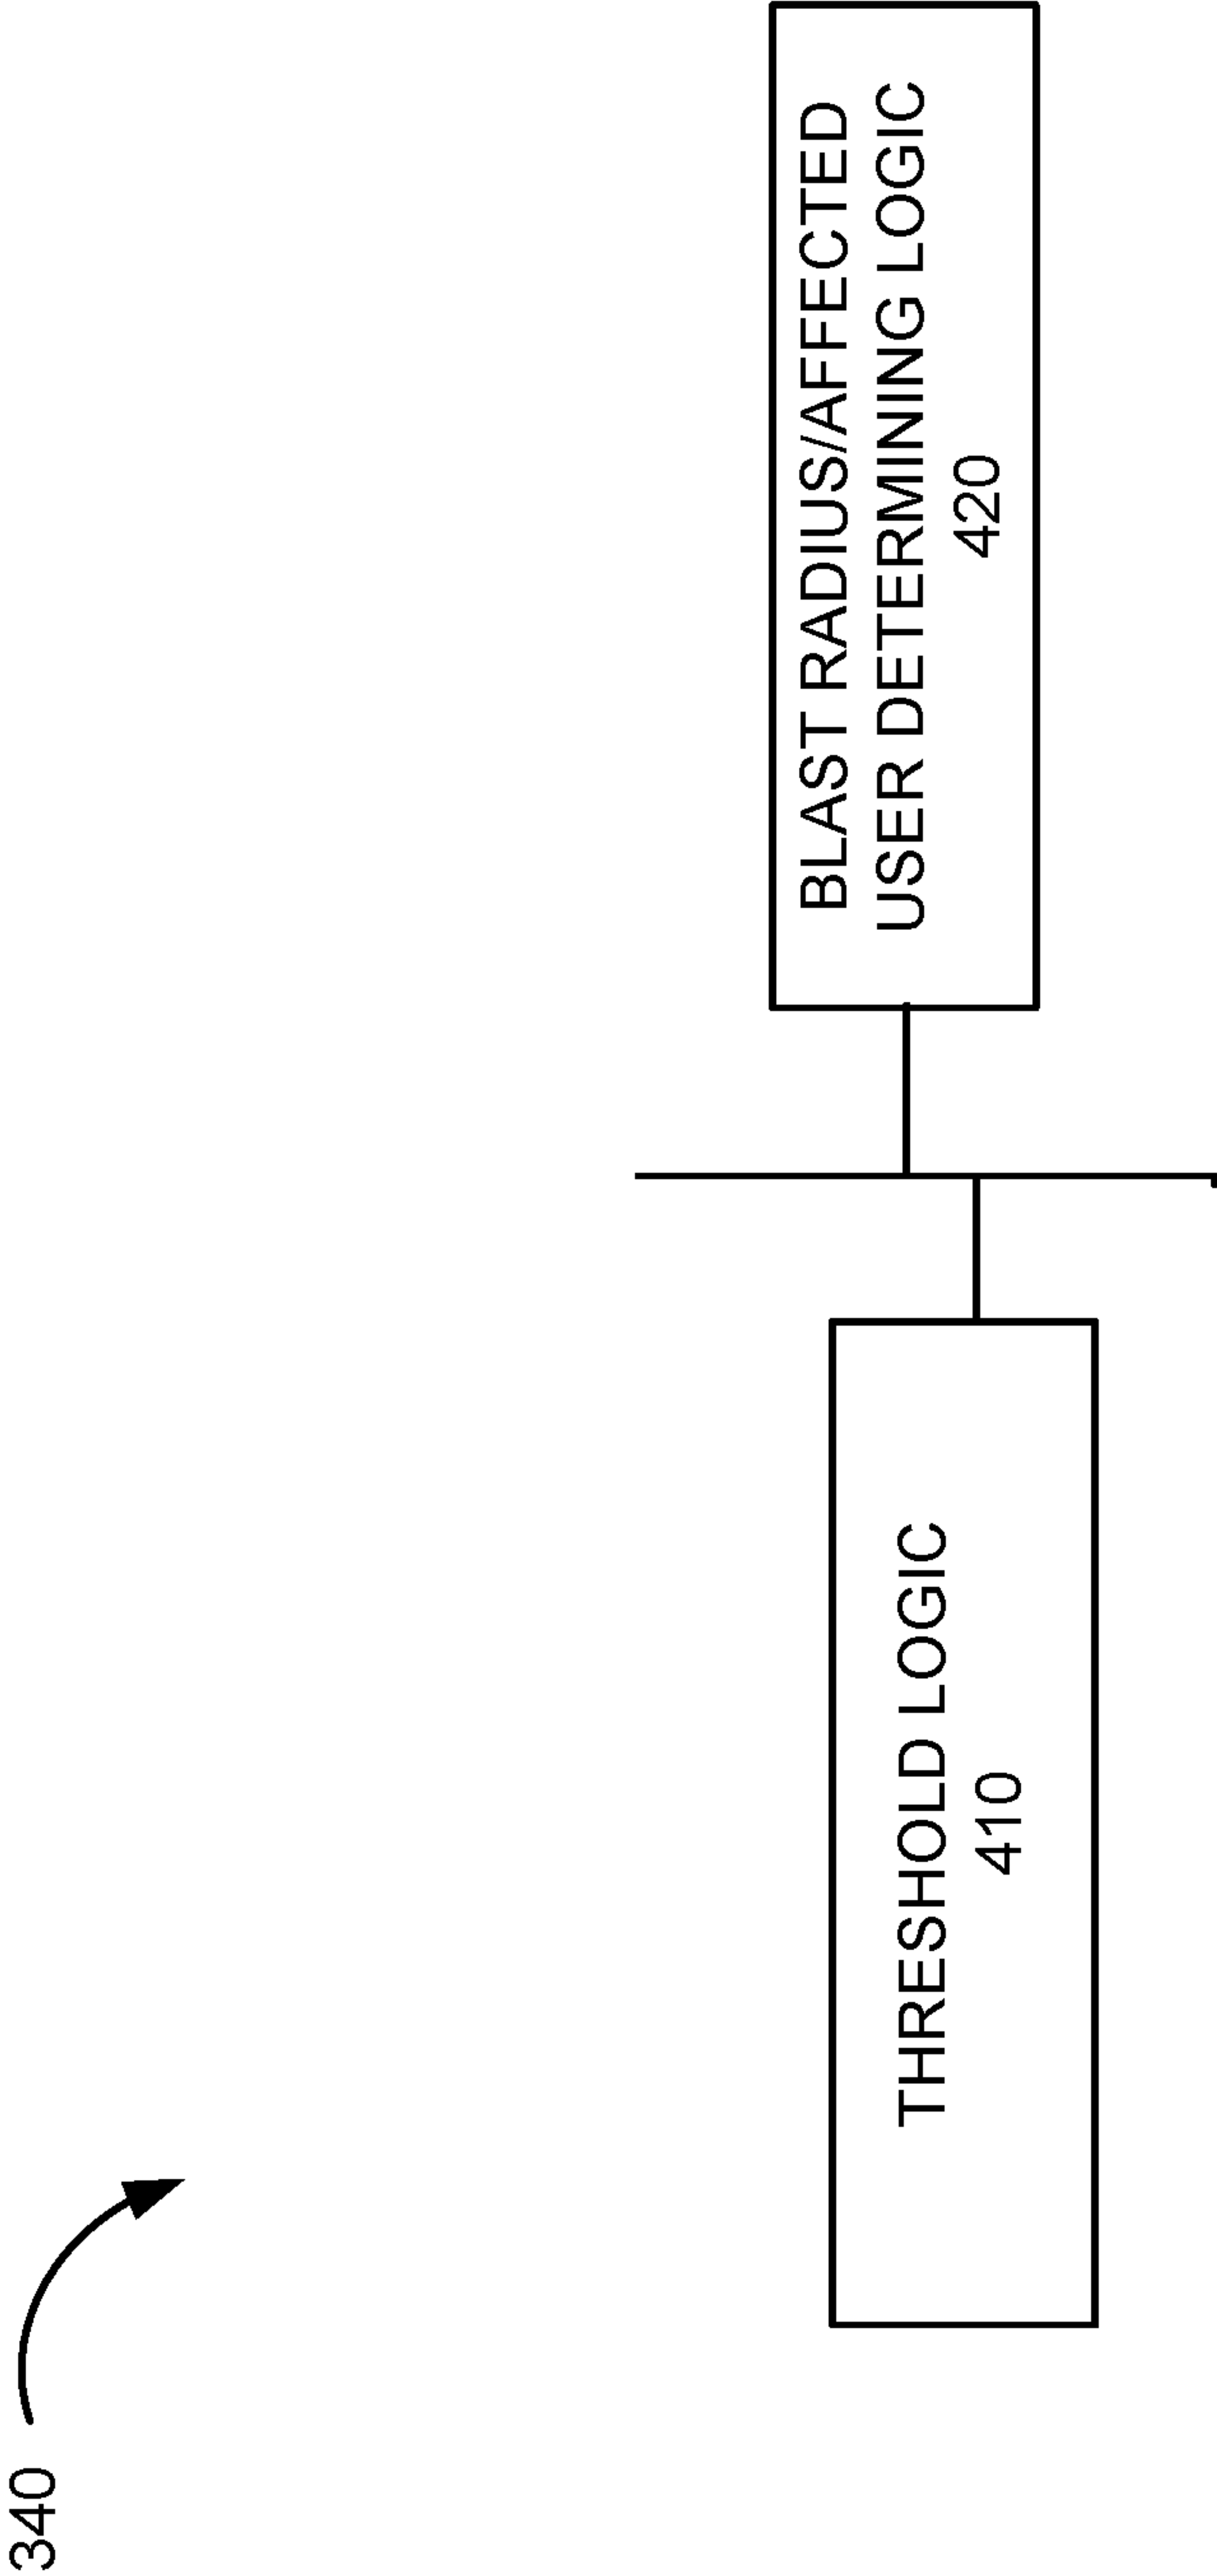 340
THRESHOLD LOGIC
410
BLAST RADIUS/AFFECTED
USER DETERMINING LOGIC
420